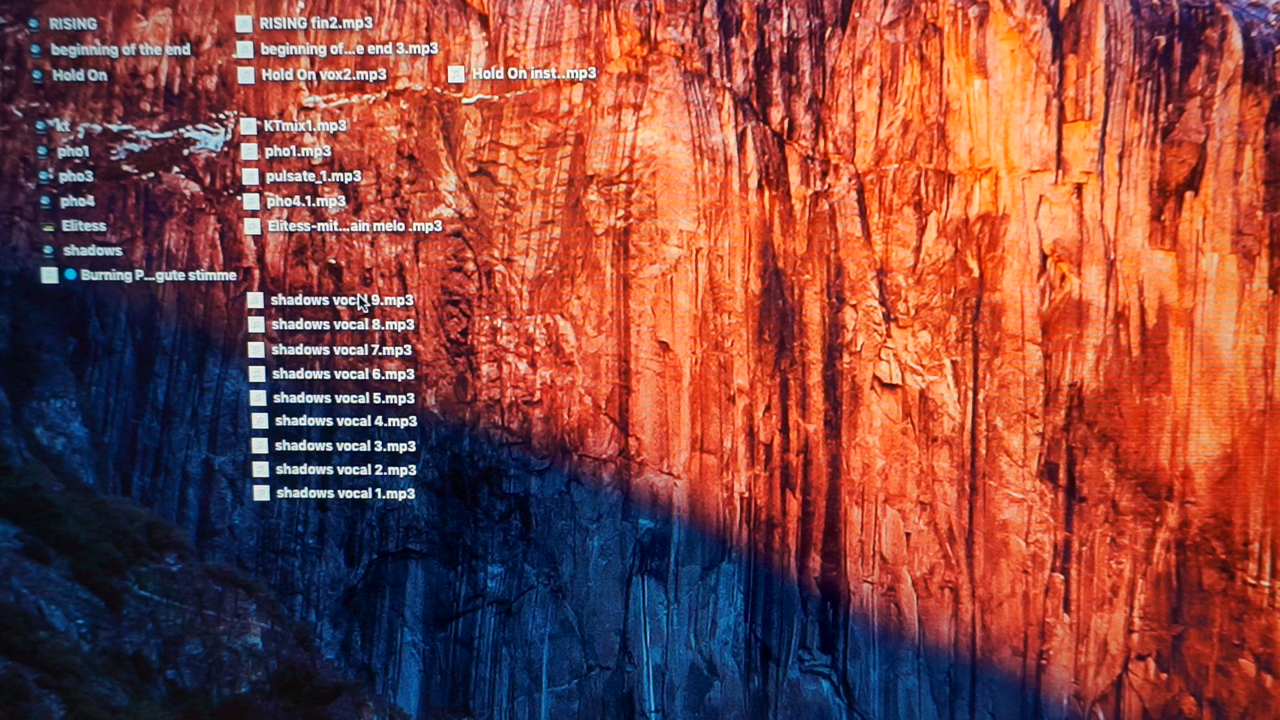 RISING RISING fin2.mp3
beginning of the end beginning of...e end 3.mp3
Hold On Hold On vox2.mp3 Hold On inst...mp3
kt KTmix1.mp3
pho1 pho1.mp3
pho3 pulsate_1.mp3
pho4 pho4.1.mp3
Elitess Elitess-mit...ain melo .mp3
shadows
Burning P...gute stimme
shadows vocal 9.mp3
shadows vocal 8.mp3
shadows vocal 7.mp3
shadows vocal 6.mp3
shadows vocal 5.mp3
shadows vocal 4.mp3
shadows vocal 3.mp3
shadows vocal 2.mp3
shadows vocal 1.mp3